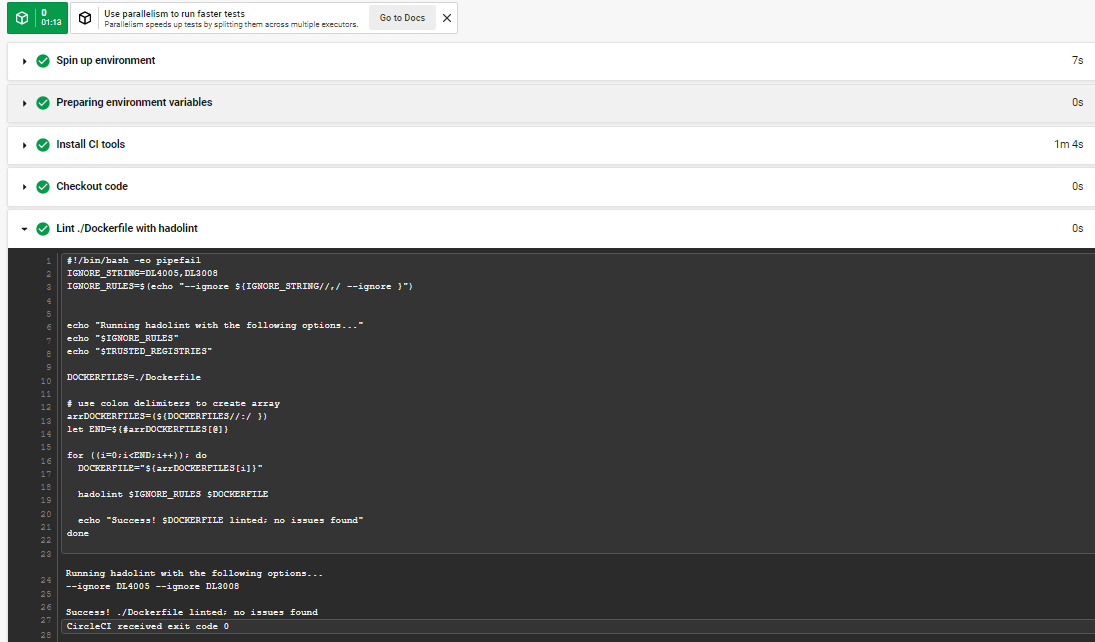 0
01:13
Use parallelism to run faster tests
Parallelism speeds up tests by splitting them across multiple executors.
Go to Docs
Spin up environment 7s
Preparing environment variables 0s
Install CI tools 1m 4s
Checkout code 0s
Lint ./Dockerfile with hadolint 0s
1 #!/bin/bash -eo pipefail
2 IGNORE_STRING=DL4005,DL3008
3 IGNORE_RULES=$(echo "--ignore ${IGNORE_STRING//,/ --ignore }")
4
5
6 echo "Running hadolint with the following options..."
7 echo "$IGNORE_RULES"
8 echo "$TRUSTED_REGISTRIES"
9
10 DOCKERFILES=./Dockerfile
11
12 # use colon delimiters to create array
13 arrDOCKERFILES=(${DOCKERFILES//:/ })
14 let END=${#arrDOCKERFILES[@]}
15
16 for ((i=0;i<END;i++)); do
17 DOCKERFILE="${arrDOCKERFILES[i]}"
18
19 hadolint $IGNORE_RULES $DOCKERFILE
20
21 echo "Success! $DOCKERFILE linted; no issues found"
22 done
23
24 Running hadolint with the following options...
25 --ignore DL4005 --ignore DL3008
26
27 Success! ./Dockerfile linted; no issues found
28 CircleCI received exit code 0